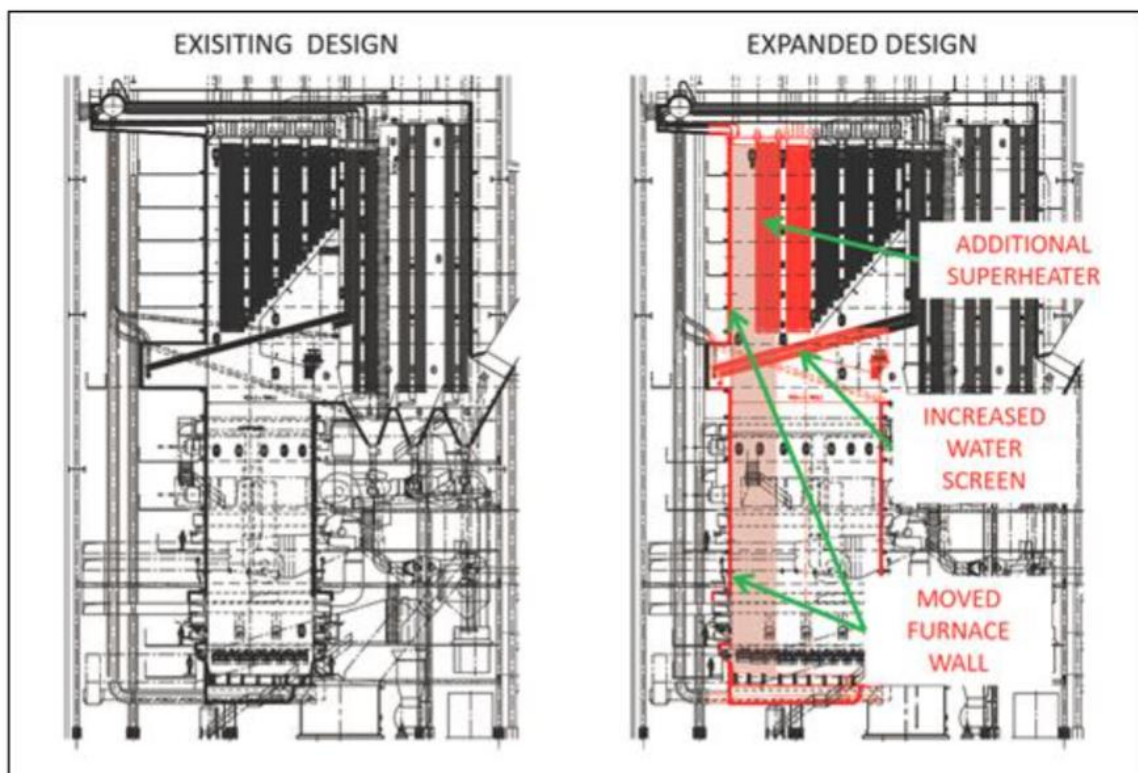 EXISITING DESIGN
EXPANDED DESIGN
ADDITIONAL
SUPERHEATER
INCREASED
WATER
SCREEN
MOVED
FURNACE
WALL